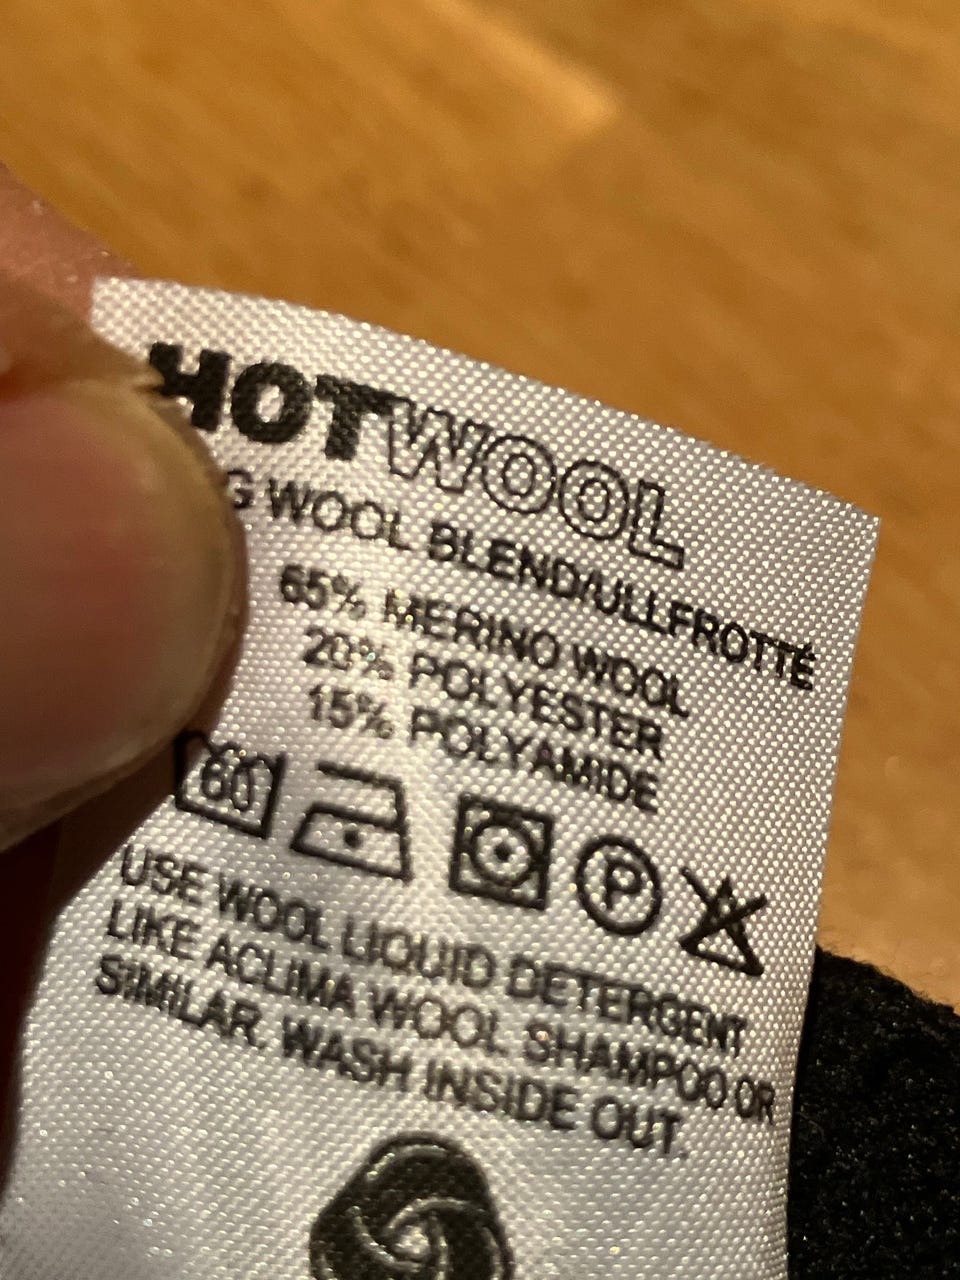 HOTWOOL
WOOL BLEND/ULLFROTTÉ
65% MERINO WOOL
20% POLYESTER
15% POLYAMIDE
60 P
USE WOOL LIQUID DETERGENT
LIKE ACLIMA WOOL SHAMPOO OR
SIMILAR. WASH INSIDE OUT.